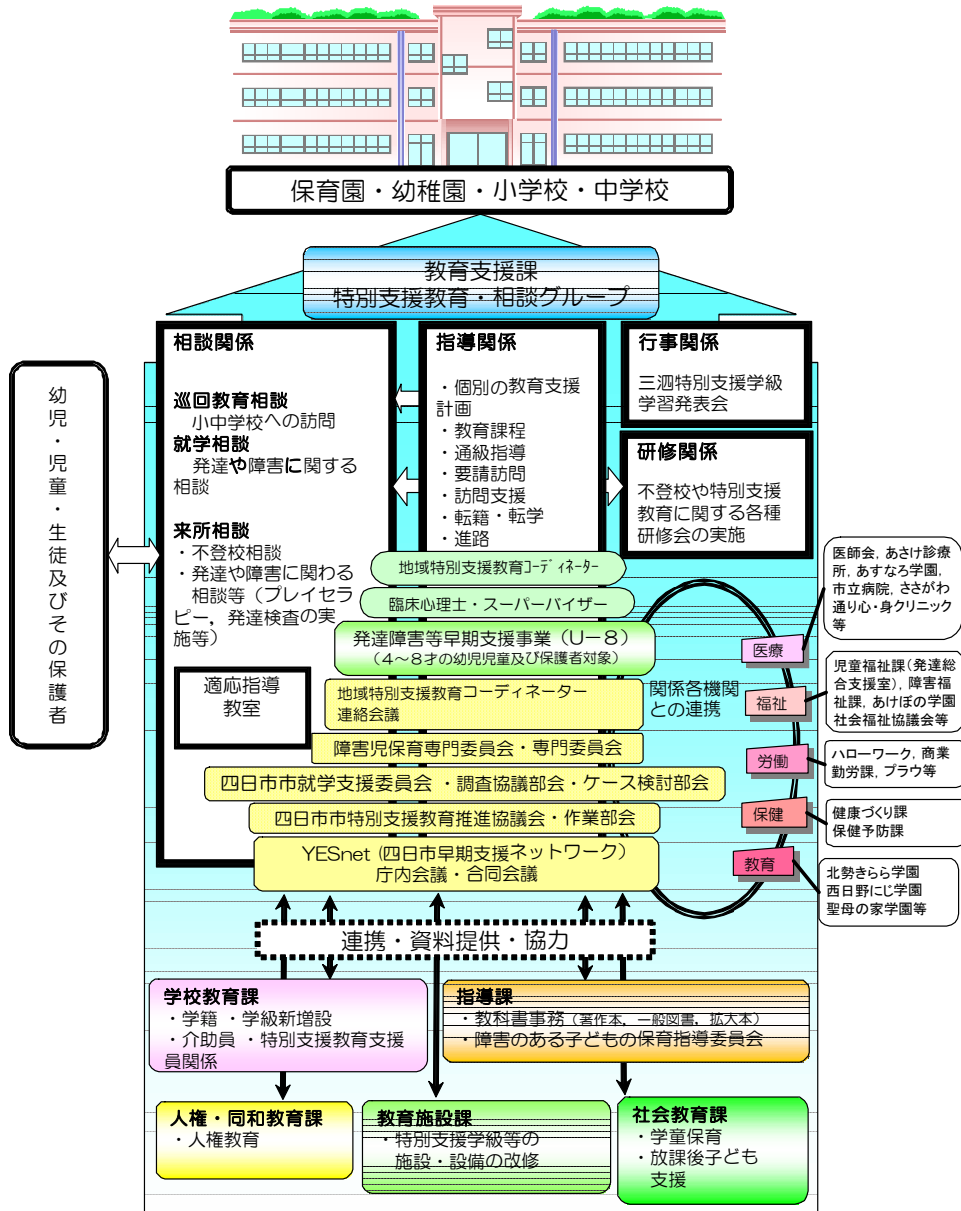 保育園・幼稚園・小学校・中学校
教育支援課
特別支援教育・相談グループ
幼児・児童・生徒及びその保護者
相談関係
巡回教育相談
小中学校への訪問
就学相談
発達や障害に関する
相談
来所相談
・不登校相談
・発達や障害に関わる
相談等（プレイセラ
ピー，発達検査の実
施等）
適応指導
教室
指導関係
・個別の教育支援
計画
・教育課程
・通級指導
・要請訪問
・訪問支援
・転籍・転学
・進路
行事関係
三泗特別支援学級
学習発表会
研修関係
不登校や特別支援
教育に関する各種
研修会の実施
地域特別支援教育ｺｰﾃﾞｨﾈｰﾀｰ
臨床心理士・スーパーバイザー
発達障害等早期支援事業（U－8）
（4～8才の幼児児童及び保護者対象）
地域特別支援教育コーディネーター
連絡会議
障害児保育専門委員会・専門委員会
四日市市就学支援委員会 ・調査協議部会・ケース検討部会
四日市市特別支援教育推進協議会・作業部会
YESnet (四日市早期支援ネットワーク）
庁内会議・合同会議
関係各機関
との連携
医療
医師会，あさけ診療
所，あすなろ学園，
市立病院，ささがわ
通り心・身クリニック
等
福祉
児童福祉課（発達総
合支援室），障害福
祉課，あけぼの学園
社会福祉協議会等
労働
ハローワーク，商業
勤労課，プラウ等
保健
健康づくり課
保健予防課
教育
北勢きらら学園
西日野にじ学園
聖母の家学園等
連携・資料提供・協力
学校教育課
・学籍 ・学級新増設
・介助員 ・特別支援教育支援
員関係
指導課
・教科書事務（著作本，一般図書，拡大本）
・障害のある子どもの保育指導委員会
人権・同和教育課
・人権教育
教育施設課
・特別支援学級等の
施設・設備の改修
社会教育課
・学童保育
・放課後子ども
支援